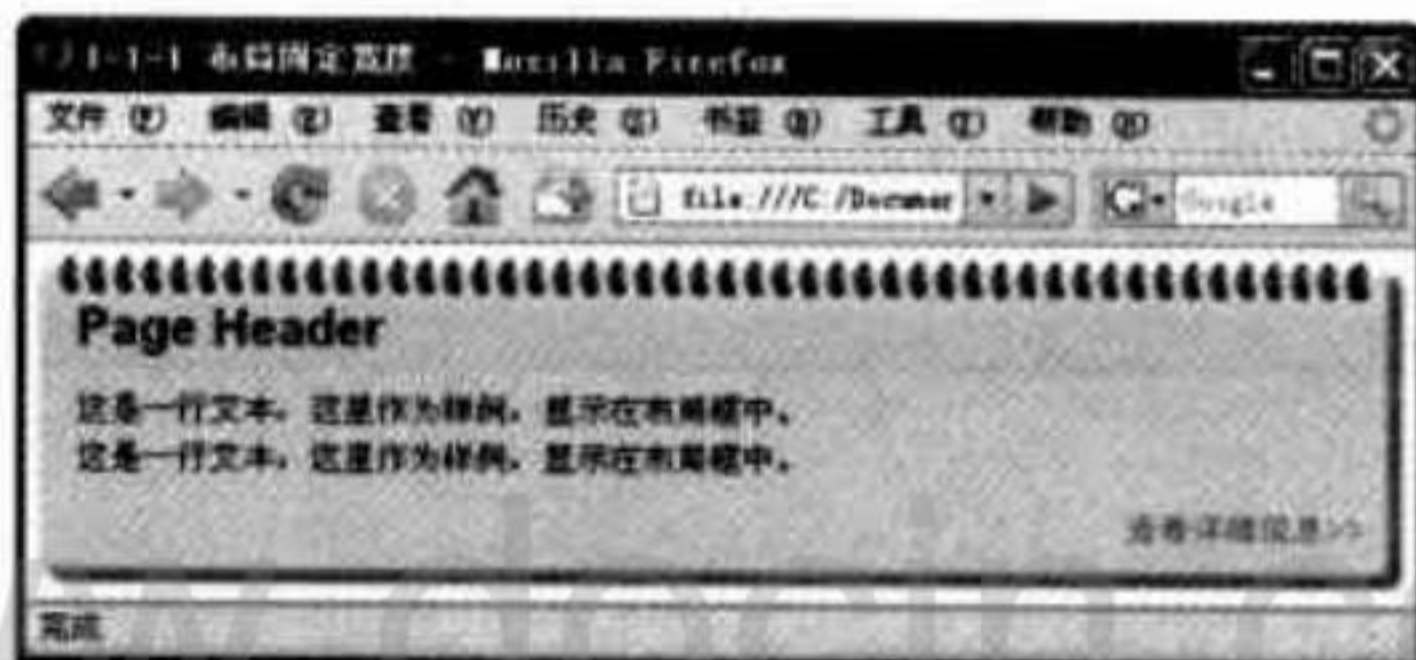 1-1-1 布局固定宽度 - Mozilla Firefox
文件 (F) 编辑 (E) 查看 (V) 历史 (S) 书签 (B) 工具 (T) 帮助 (H)
file:///C:/Documer Google
Page Header
这是一行文本，这里作为样例，显示在布局框中。
这是一行文本，这里作为样例，显示在布局框中。
查看详细信息>>
完成